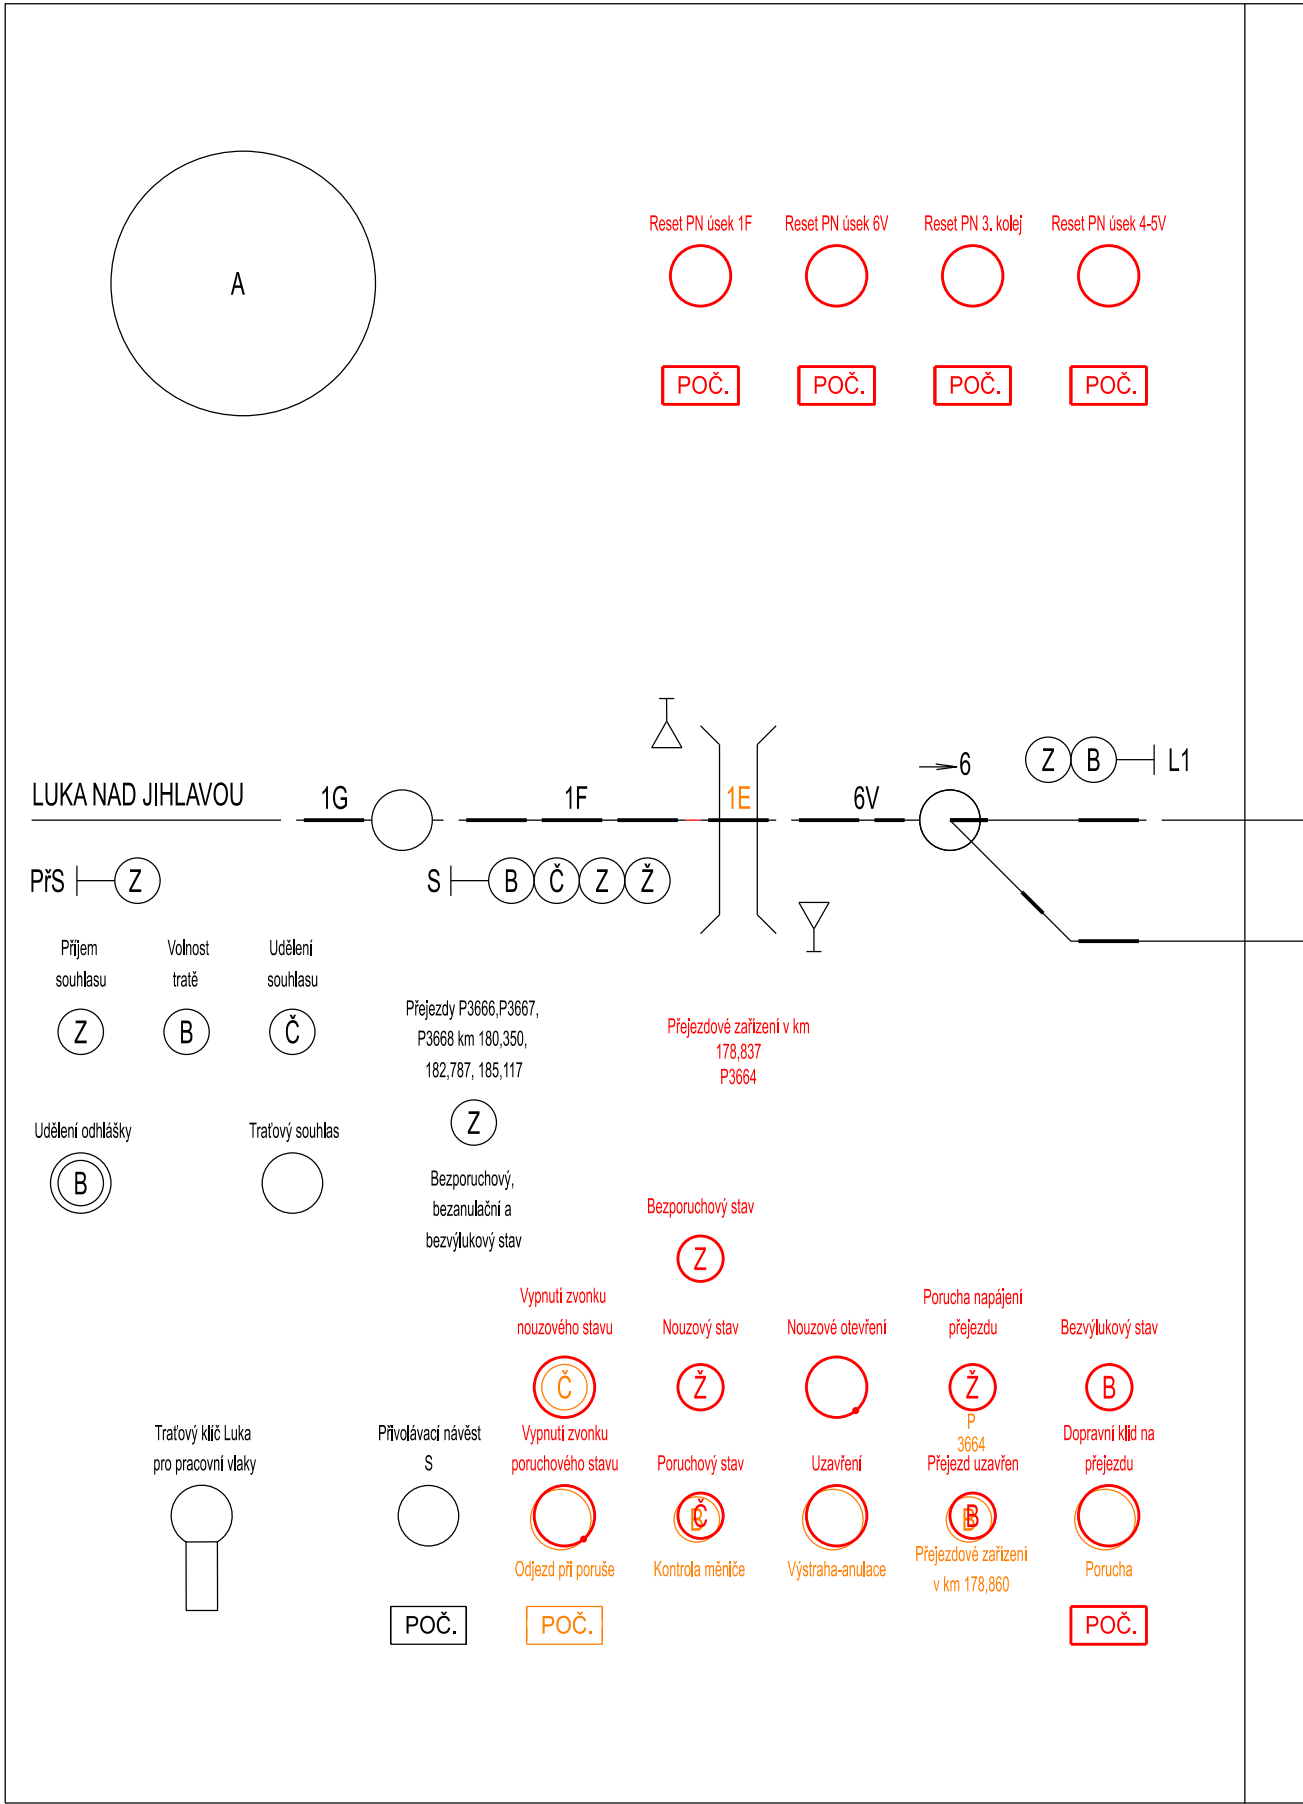 A
Reset PN úsek 1F
Reset PN úsek 6V
Reset PN 3. kolej
Reset PN úsek 4-5V
POČ.
POČ.
POČ.
POČ.
6
Z
B
L1
LUKA NAD JIHLAVOU
1G
1F
1E
6V
PřS
Z
S
B
Č
Z
Ž
Příjem
souhlasu
Z
Volnost
tratě
B
Udělení
souhlasu
Č
Přejezdy P3666,P3667,
P3668 km 180,350,
182,787, 185,117
Z
Bezporuchový,
bezanulační a
bezvýlukový stav
Přejezdové zařízení v km
178,837
P3664
Udělení odhlášky
B
Traťový souhlas
Bezporuchový stav
Z
Vypnutí zvonku
nouzového stavu
Č
Nouzový stav
Ž
Nouzové otevření
Porucha napájení
přejezdu
Ž
Bezvýlukový stav
B
Traťový klíč Luka
pro pracovní vlaky
Přivolávací návěst
S
Vypnutí zvonku
poruchového stavu
Odjezd při poruše
Poruchový stav
Č
B
Kontrola měniče
Uzavření
Výstraha-anulace
P
3664
Přejezd uzavřen
B
B
Přejezdové zařízení
v km 178,860
Dopravní klid na
přejezdu
Porucha
POČ.
POČ.
POČ.